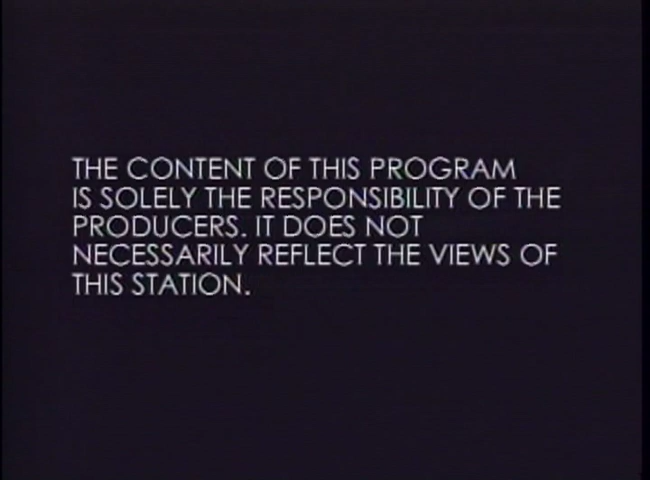 THE CONTENT OF THIS PROGRAM
IS SOLELY THE RESPONSIBILITY OF THE
PRODUCERS. IT DOES NOT
NECESSARILY REFLECT THE VIEWS OF
THIS STATION.